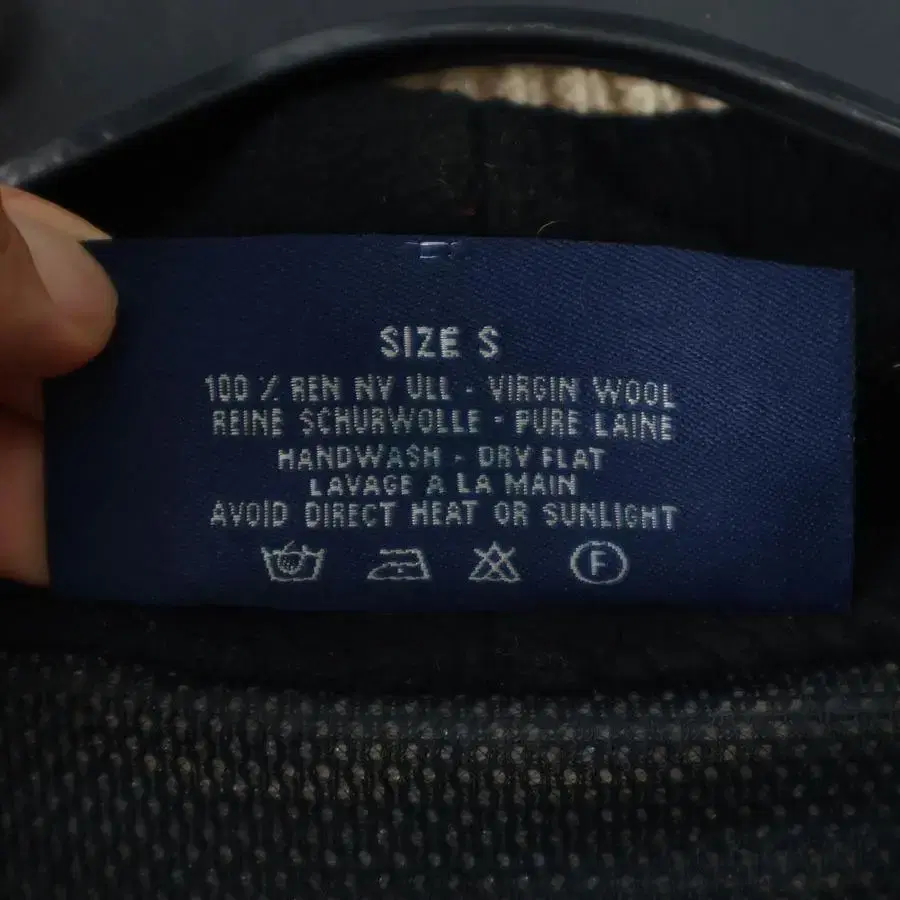 SIZE S
100 % REN NY ULL - VIRGIN WOOL
REINE SCHURWOLLE - PURE LAINE
HANDWASH - DRY FLAT
LAVAGE A LA MAIN
AVOID DIRECT HEAT OR SUNLIGHT
F